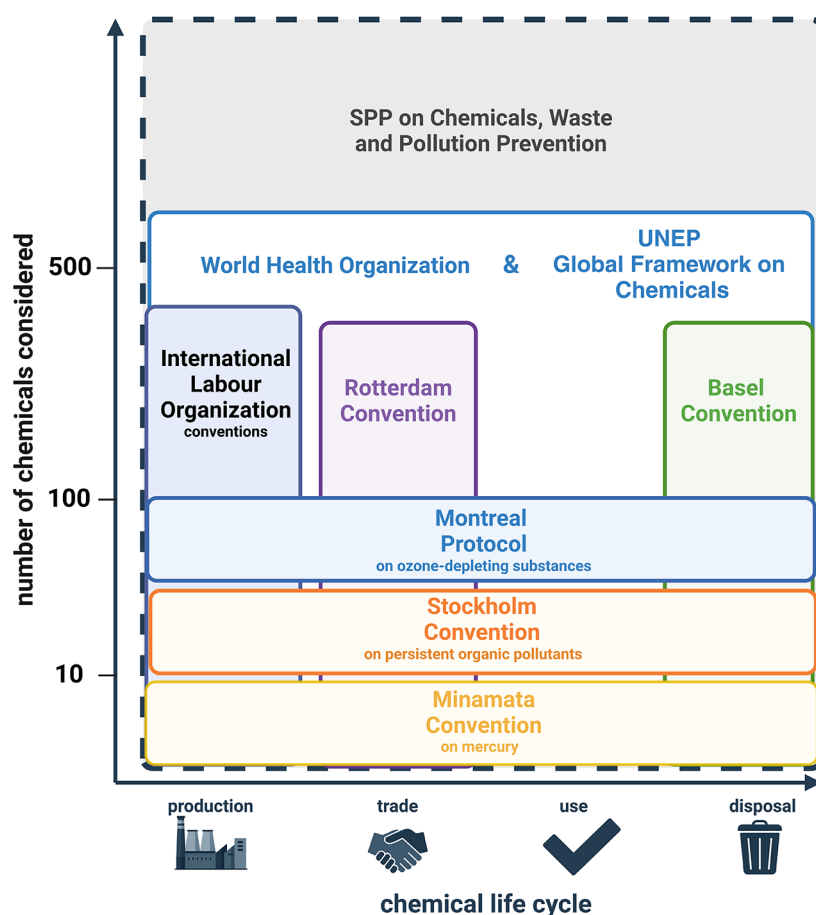 SPP on Chemicals, Waste
and Pollution Prevention
number of chemicals considered
500
100
10
World Health Organization
&
UNEP
Global Framework on
Chemicals
International
Labour
Organization
conventions
Rotterdam
Convention
Basel
Convention
Montreal
Protocol
on ozone-depleting substances
Stockholm
Convention
on persistent organic pollutants
Minamata
Convention
on mercury
production
trade
use
disposal
chemical life cycle